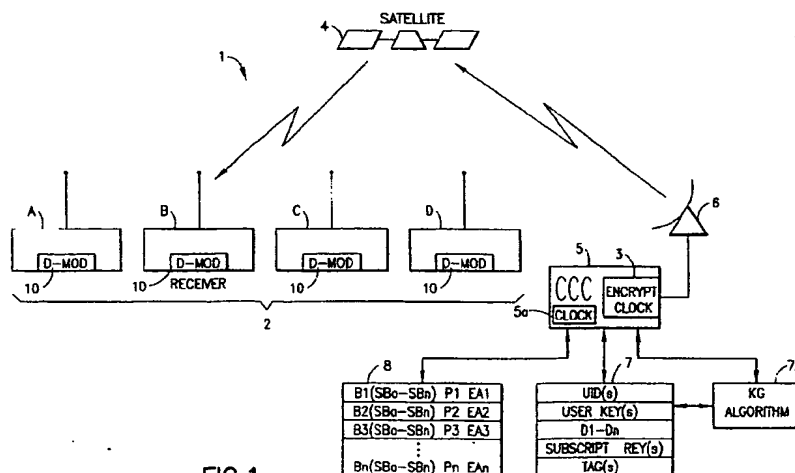 SATELLITE
4
1
A
B
C
D
6
D-MOD
D-MOD
D-MOD
D-MOD
10
10
RECEIVER
10
10
2
5
3
CCC
ENCRYPT
CLOCK
CLOCK
5a
8
7
7
B1(SBo-SBn) P1 EA1
B2(SBo-SBn) P2 EA2
B3(SBo-SBn) P3 EA3
Bn(SBo-SBn) Pn EAn
UID(s)
USER KEY(s)
D1-Dn
SUBSCRIPT REY(s)
TAG(s)
KG
ALGORITHM